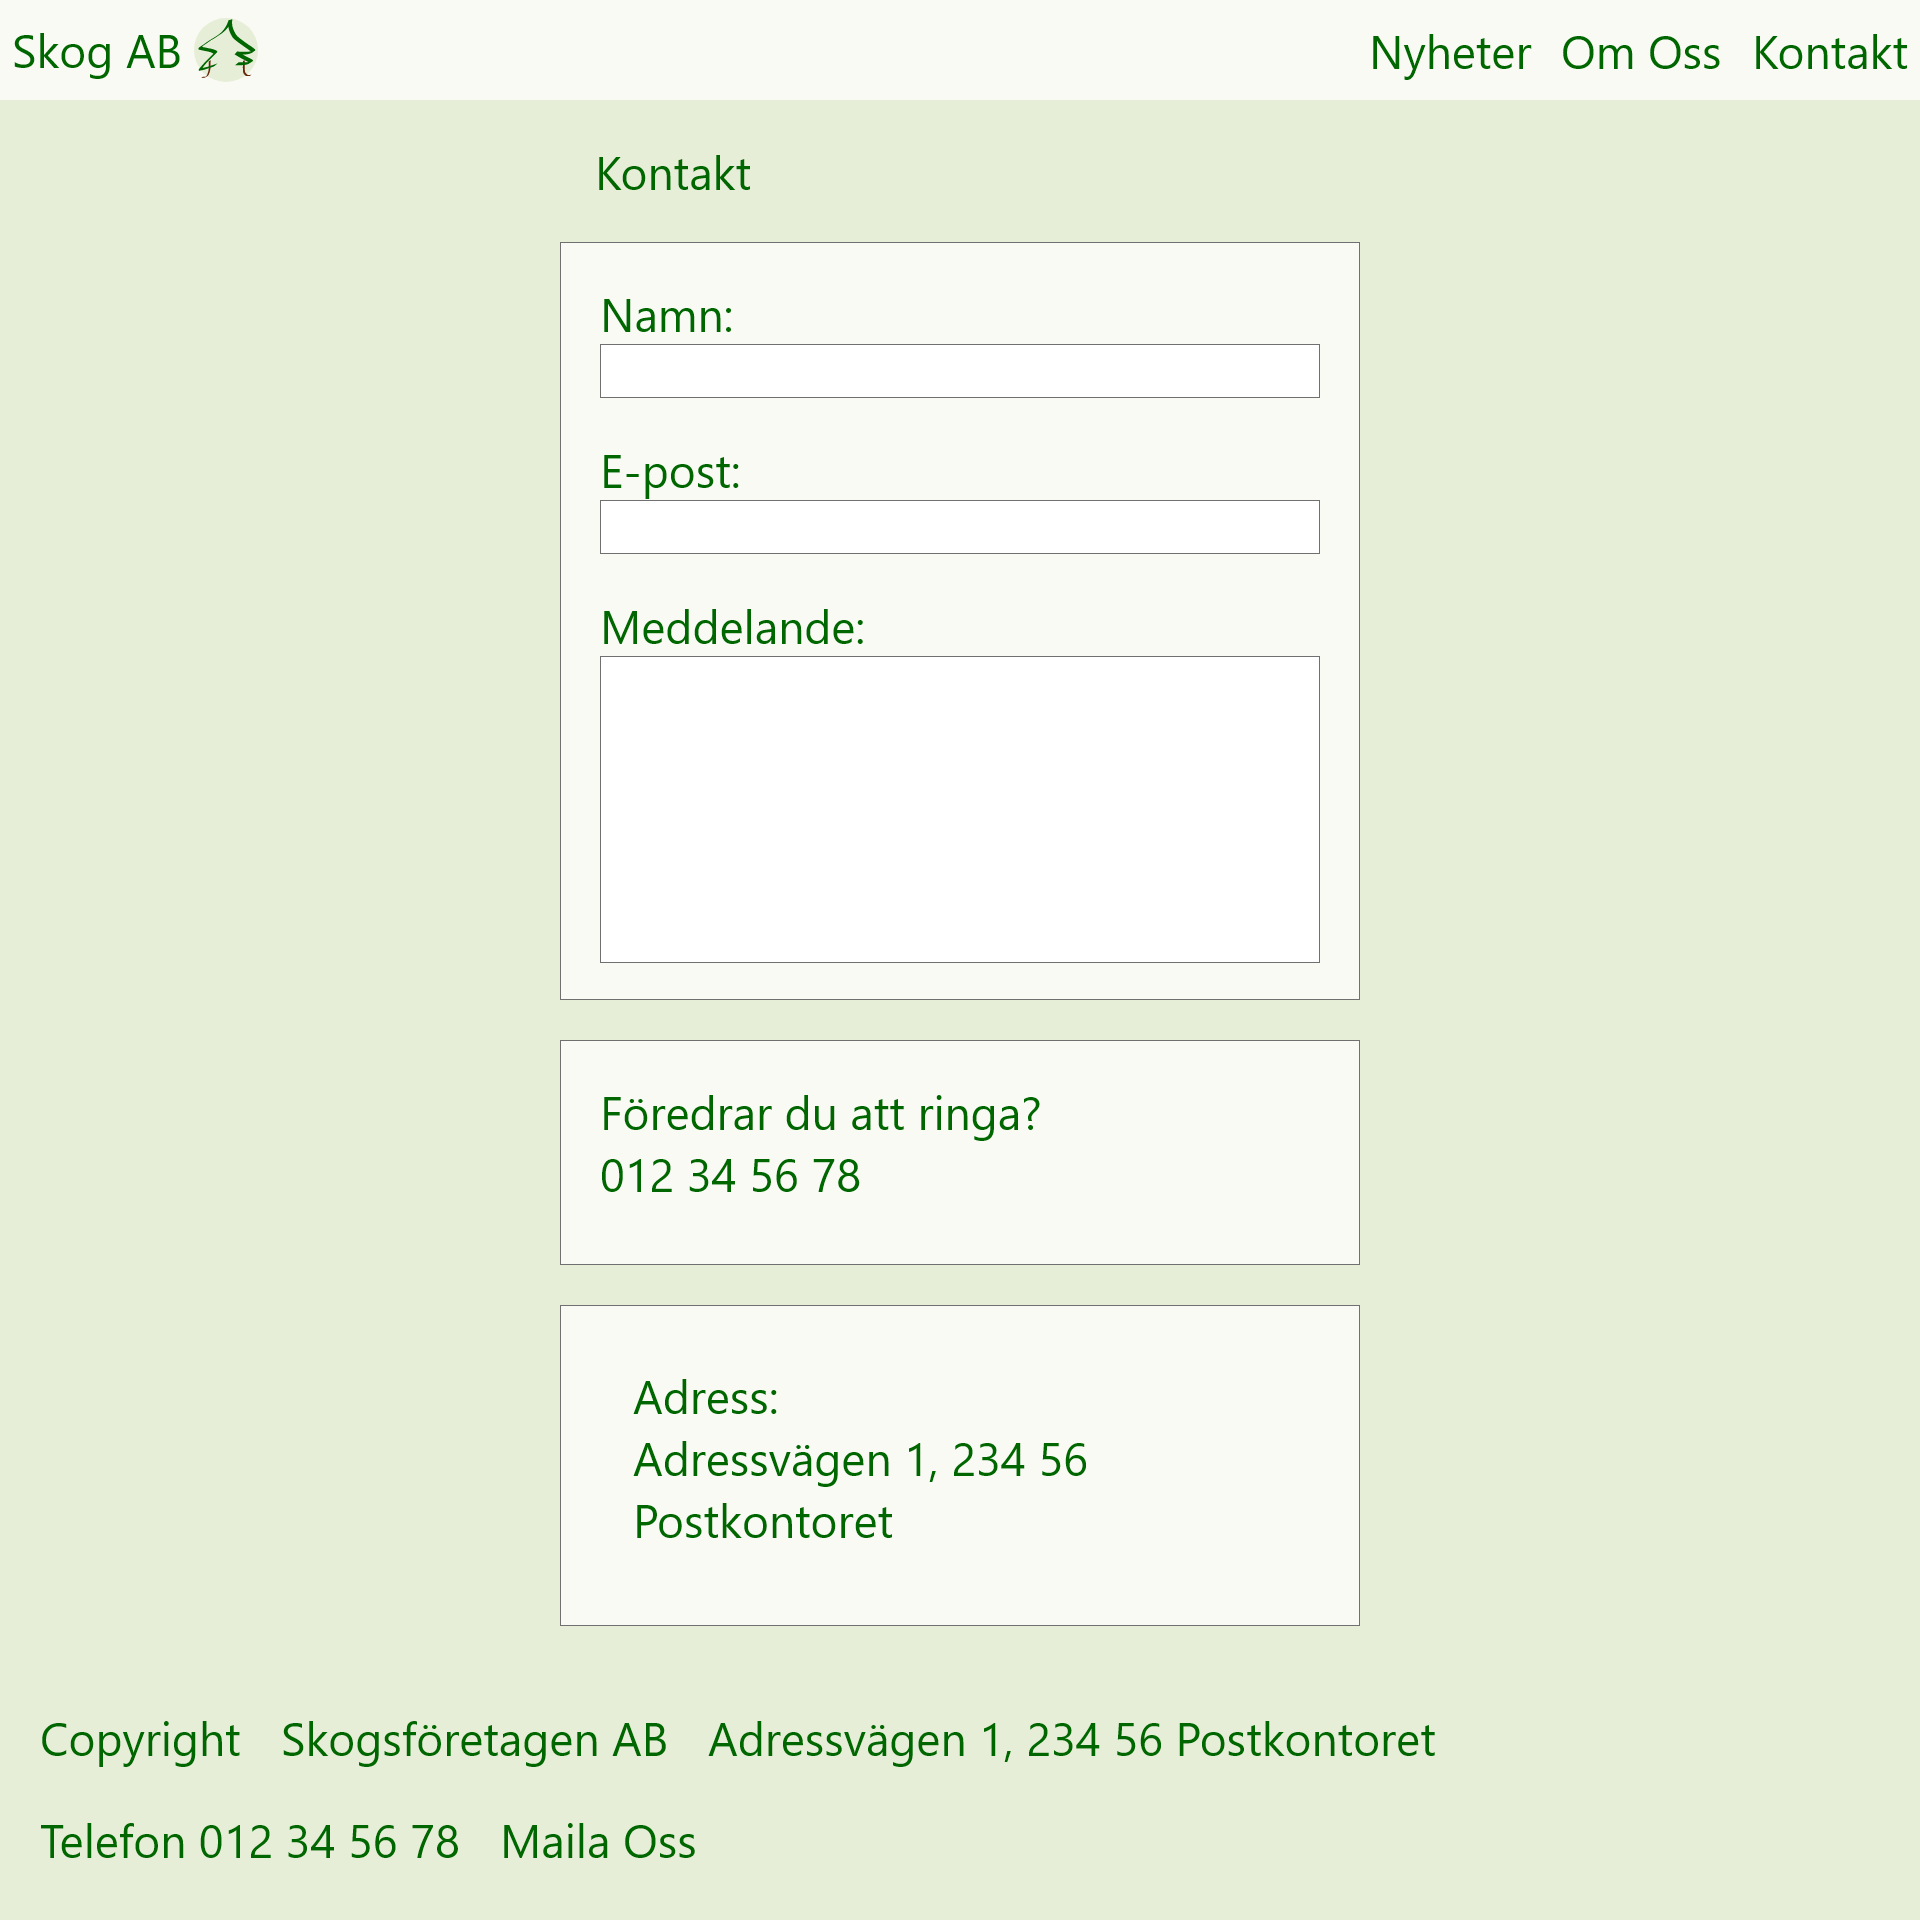 Skog AB
Nyheter Om Oss Kontakt
Kontakt
Namn:
E-post:
Meddelande:
Föredrar du att ringa?
012 34 56 78
Adress:
Adressvägen 1, 234 56
Postkontoret
Copyright Skogsföretagen AB Adressvägen 1, 234 56 Postkontoret
Telefon 012 34 56 78 Maila Oss